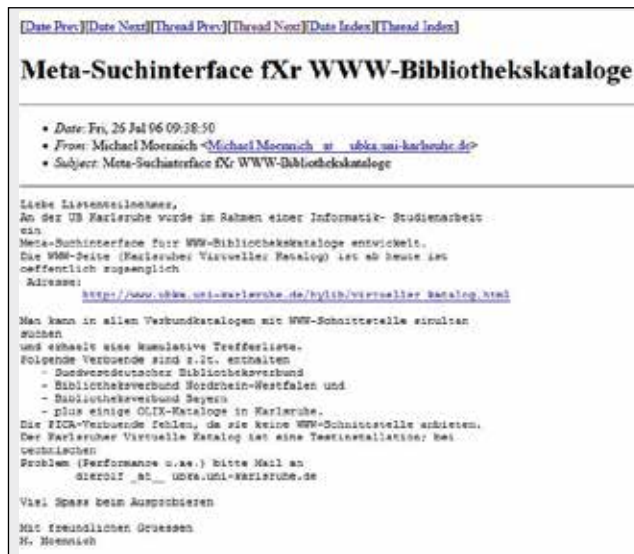 [Date Prev][Date Next][Thread Prev][Thread Next][Date Index][Thread Index]
Meta-Suchinterface fXr WWW-Bibliothekskataloge
• Date: Fri, 26 Jul 96 09:38:50
• From: Michael Moennich <Michael Moennich _at_ ubka.uni-karlsruhe.de>
• Subject: Meta-Suchinterface fXr WWW-Bibliothekskataloge
Liebe Listenteilnehmer,
An der UB Karlsruhe wurde im Rahmen einer Informatik- Studienarbeit
ein
Meta-Suchinterface fuer WWW-Bibliothekskataloge entwickelt.
Die WWW-Seite (Karlsruher Virtueller Katalog) ist ab heute ist
oeffentlich zugaenglich
Adresse:
http://www.ubka.uni-karlsruhe.de/hylib/virtueller_katalog.html
Man kann in allen Verbundkatalogen mit WWW-Schnittstelle simultan
suchen
und erhaelt eine kumulative Trefferliste.
Folgende Verbuende sind z.Zt. enthalten
- Suedwestdeutscher Bibliotheksverbund
- Bibliotheksverbund Nordrhein-Westfalen und
- Bibliotheksverbund Bayern
- plus einige OLIX-Kataloge in Karlsruhe.
Die PICA-Verbuende fehlen, da sie keine WWW-Schnittstelle anbieten.
Der Karlsruher Virtuelle Katalog ist eine Testinstallation; bei
technischen
Problem (Performance u.ae.) bitte Mail an
dierolf _at_ ubka.uni-karlsruhe.de
Viel Spass beim Ausprobieren
Mit freundlichen Gruessen
M. Moennich